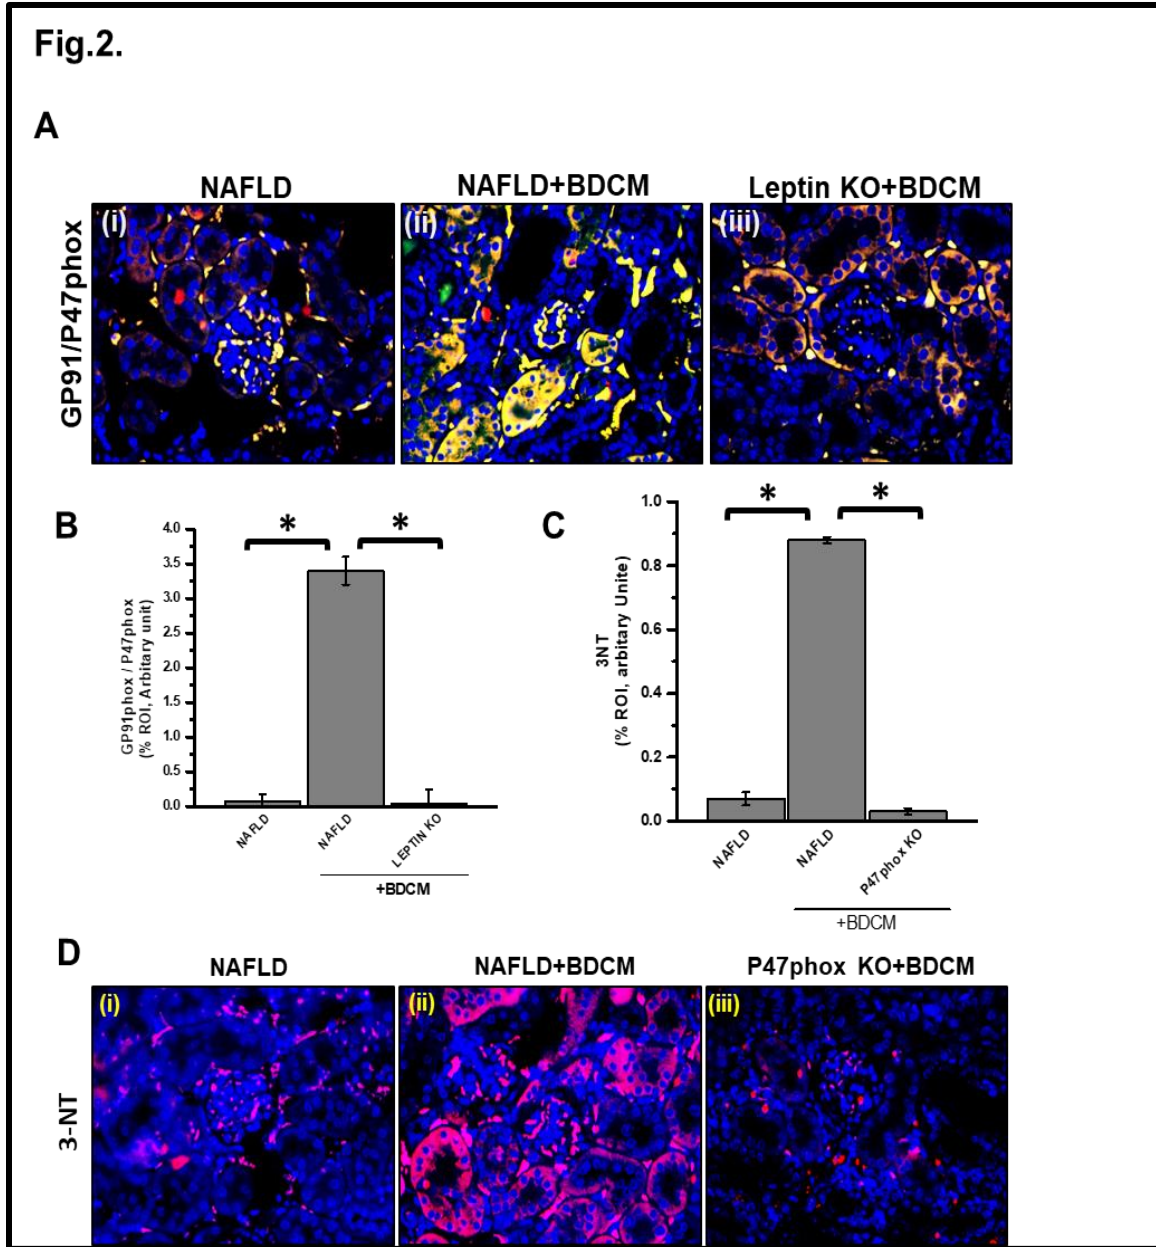 Fig.2.
A
NAFLD
NAFLD+BDCM
Leptin KO+BDCM
(i)
(ii)
(iii)
GP91/P47phox
B
C
*
*
*
*
GP91phox / P47phox
(% ROI, Arbitary unit)
4.0
3.5
3.0
2.5
2.0
1.5
1.0
0.5
0.0
NAFLD
NAFLD
LEPTIN KO
+BDCM
3NT
(% ROI, arbitary Unite)
1.0
0.8
0.6
0.4
0.2
0.0
NAFLD
NAFLD
P47phox KO
+BDCM
D
NAFLD
NAFLD+BDCM
P47phox KO+BDCM
(i)
(ii)
(iii)
3-NT